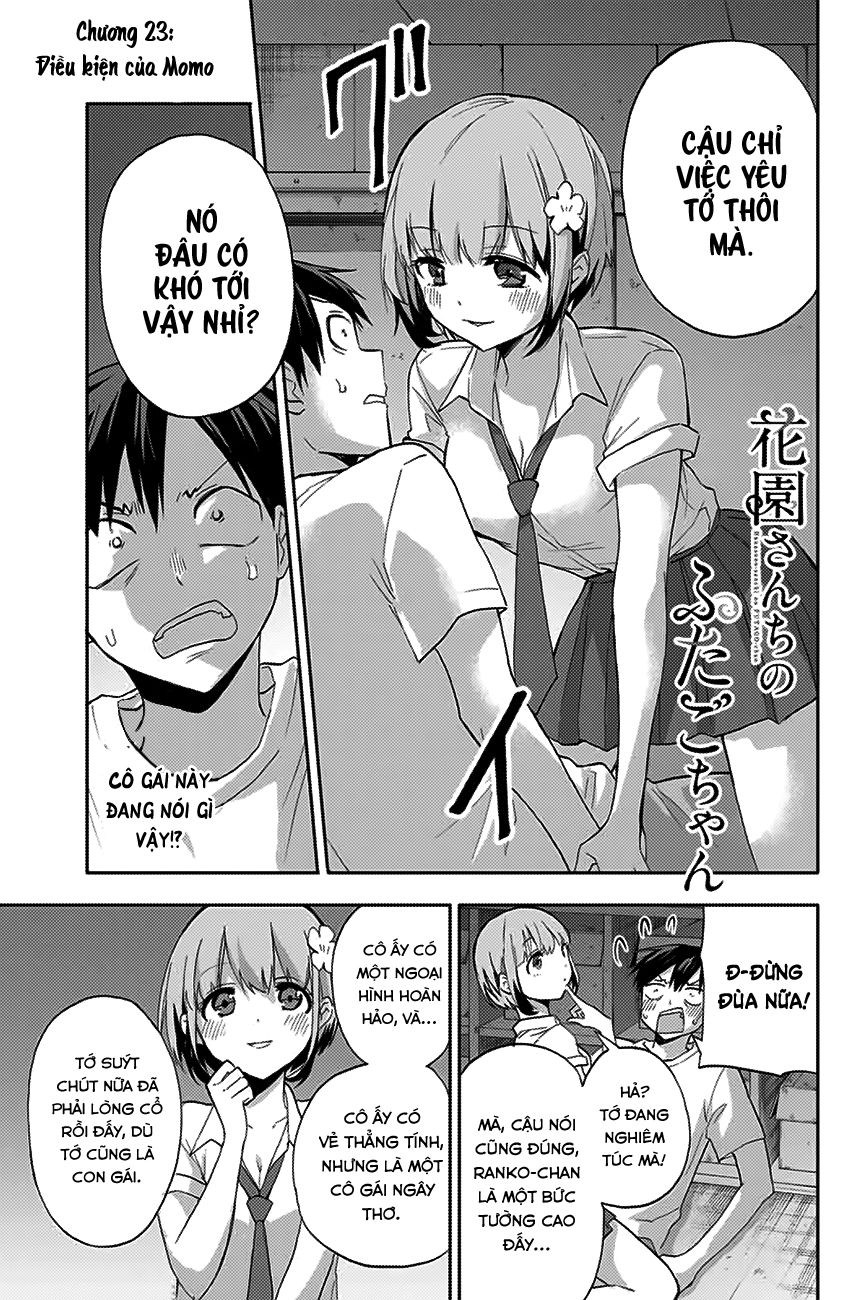 Chương 23:
Điều kiện của Momo
CẬU CHỈ
VIỆC YÊU
TỚ THÔI
MÀ.
グイ
NÓ
ĐÂU CÓ
KHÓ TỚI
VẬY NHỈ?
CÔ GÁI NÀY
ĐANG NÓI GÌ
VẬY!?
花園さんちの
ふたごちゃん
Đ-ĐỪNG
ĐÙA NỮA!
HẢ?
TỚ ĐANG
NGHIÊM
TÚC MÀ!
MÀ, CẬU NÓI
CŨNG ĐÚNG,
RANKO-CHAN
LÀ MỘT BỨC
TƯỜNG CAO
ĐẤY...
CÔ ẤY CÓ
MỘT NGOẠI
HÌNH HOÀN
HẢO, VÀ...
CÔ ẤY CÓ
VẺ THẲNG TÍNH,
NHƯNG LÀ MỘT
CÔ GÁI NGÂY
THƠ.
TỚ SUÝT
CHÚT NỮA ĐÃ
PHẢI LÒNG CỔ
RỒI ĐẤY, DÙ
TỚ CŨNG LÀ
CON GÁI.